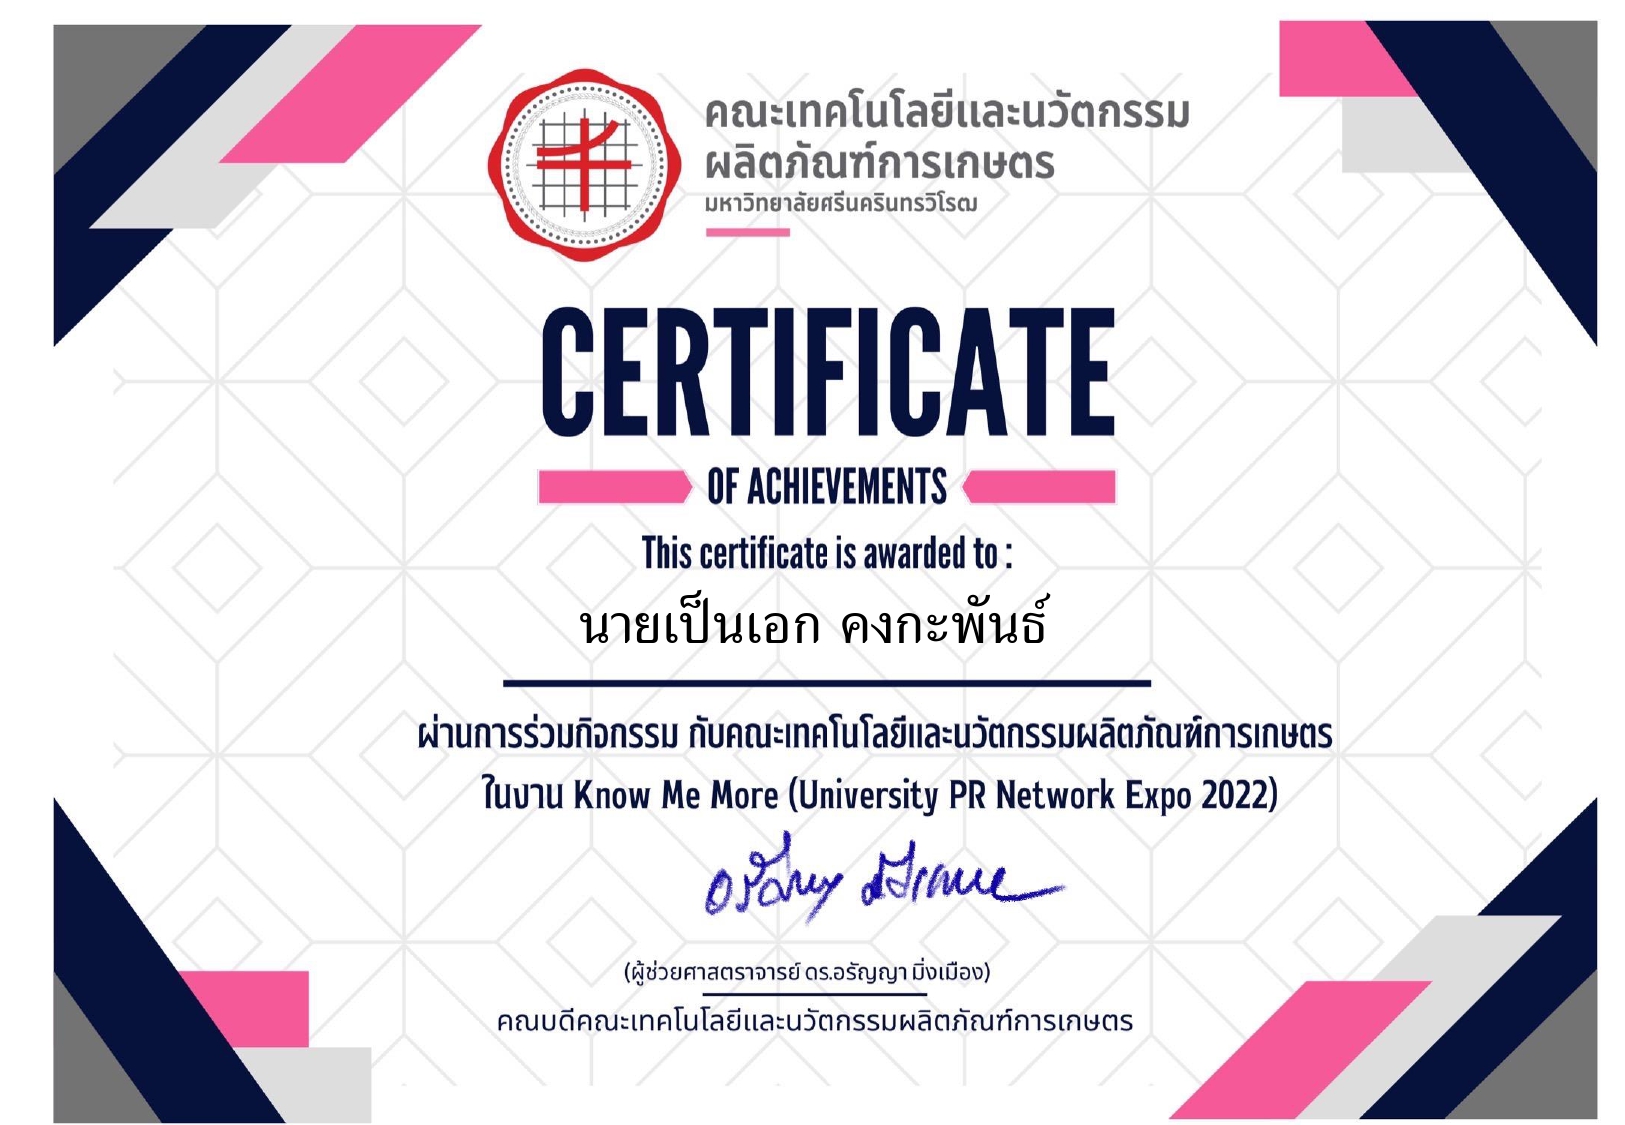 คณะเทคโนโลยีและนวัตกรรม
ผลิตภัณฑ์การเกษตร
มหาวิทยาลัยศรีนครินทรวิโรฒ
CERTIFICATE
OF ACHIEVEMENTS
This certificate is awarded to :
นายเป็นเอก คงกะพันธ์
ผ่านการร่วมกิจกรรม กับคณะเทคโนโลยีและนวัตกรรมผลิตภัณฑ์การเกษตร
ในงาน Know Me More (University PR Network Expo 2022)
(ผู้ช่วยศาสตราจารย์ ดร.อรัญญา มิ่งเมือง)
คณบดีคณะเทคโนโลยีและนวัตกรรมผลิตภัณฑ์การเกษตร